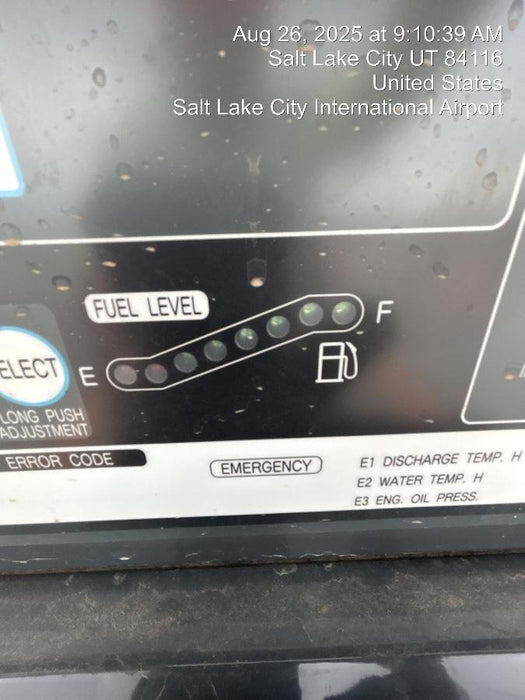 Aug 26, 2025 at 9:10:39 AM
Salt Lake City UT 84116
United States
Salt Lake City International Airport
FUEL LEVEL
E
F
ELECT
LONG PUSH
ADJUSTMENT
ERROR CODE
EMERGENCY
E1 DISCHARGE TEMP. H
E2 WATER TEMP. H
E3 ENG. OIL PRESS.